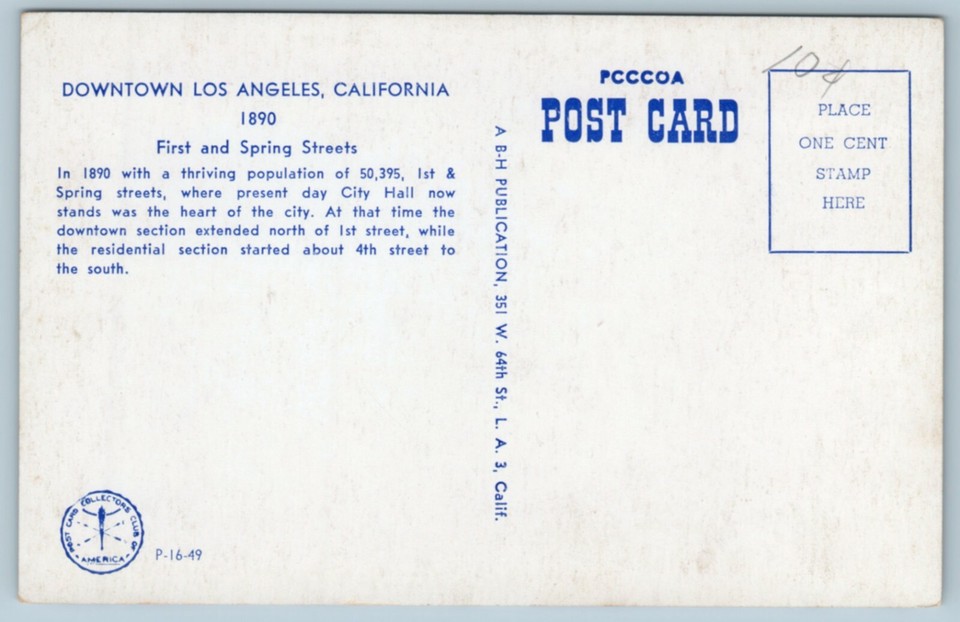 DOWNTOWN LOS ANGELES, CALIFORNIA
1890
First and Spring Streets
In 1890 with a thriving population of 50,395, 1st &
Spring streets, where present day City Hall now
stands was the heart of the city. At that time the
downtown section extended north of 1st street, while
the residential section started about 4th street to
the south.
POST CARD COLLECTORS CLUB OF
AMERICA
P-16-49
A B-H PUBLICATION, 351 W. 64th St., L. A. 3, Calif.
PCCCOA
POST CARD
10¢
PLACE
ONE CENT
STAMP
HERE